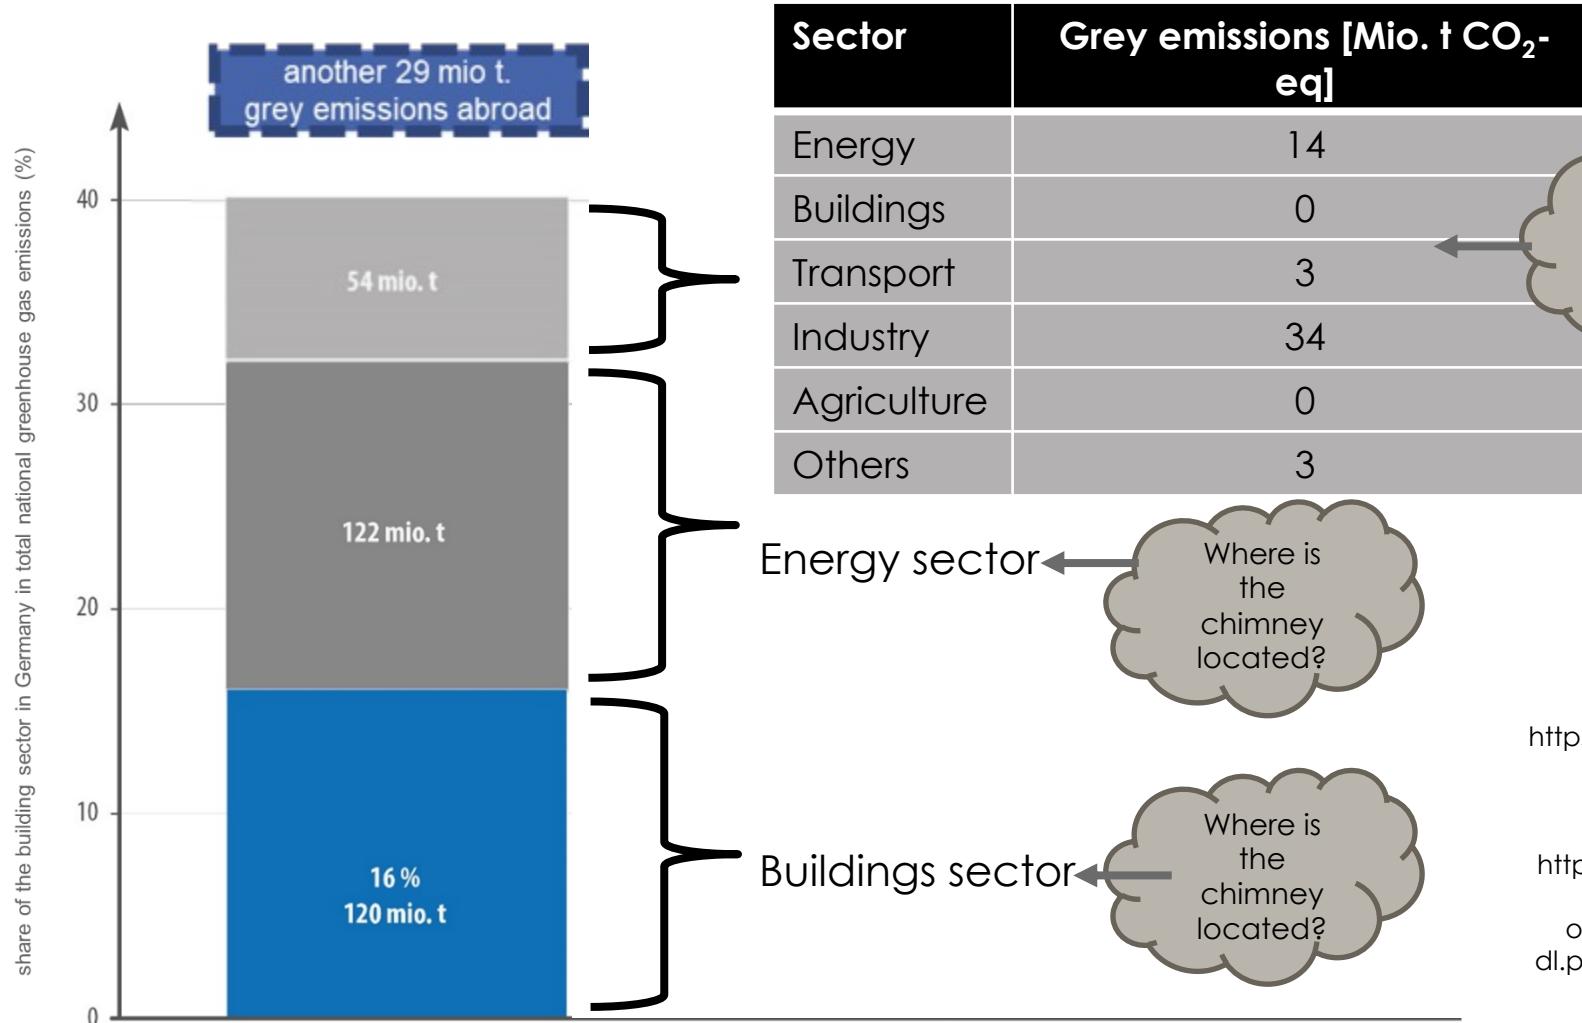 another 29 mio t.
grey emissions abroad
share of the building sector in Germany in total national greenhouse gas emissions (%)
40
30
20
10
0
54 mio. t
122 mio. t
16 %
120 mio. t
Sector Grey emissions [Mio. t CO₂-
eq]
Energy 14
Buildings 0
Transport 3
Industry 34
Agriculture 0
Others 3
Energy sector
Where is
the
chimney
located?
Buildings sector
Where is
the
chimney
located?
http
http
o
dl.p